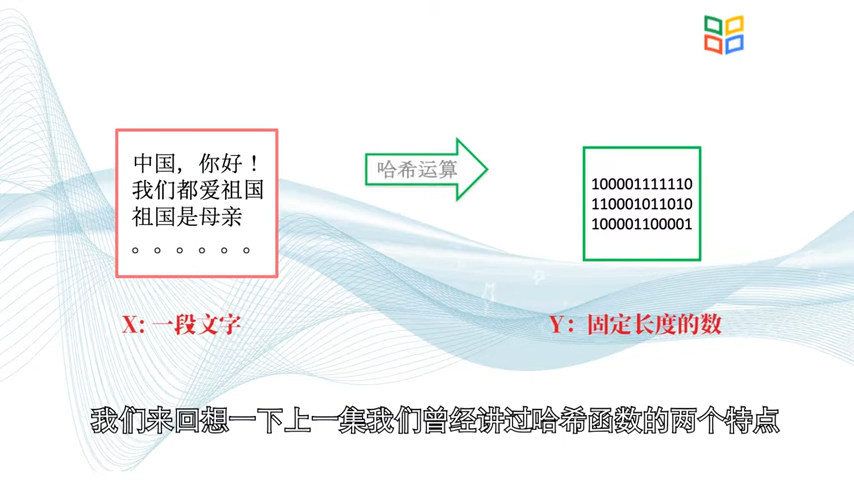 中国，你好！
我们都爱祖国
祖国是母亲
。。。。。。
哈希运算
100001111110
110001011010
100001100001
X: 一段文字
Y：固定长度的数
我们来回想一下上一集我们曾经讲过哈希函数的两个特点